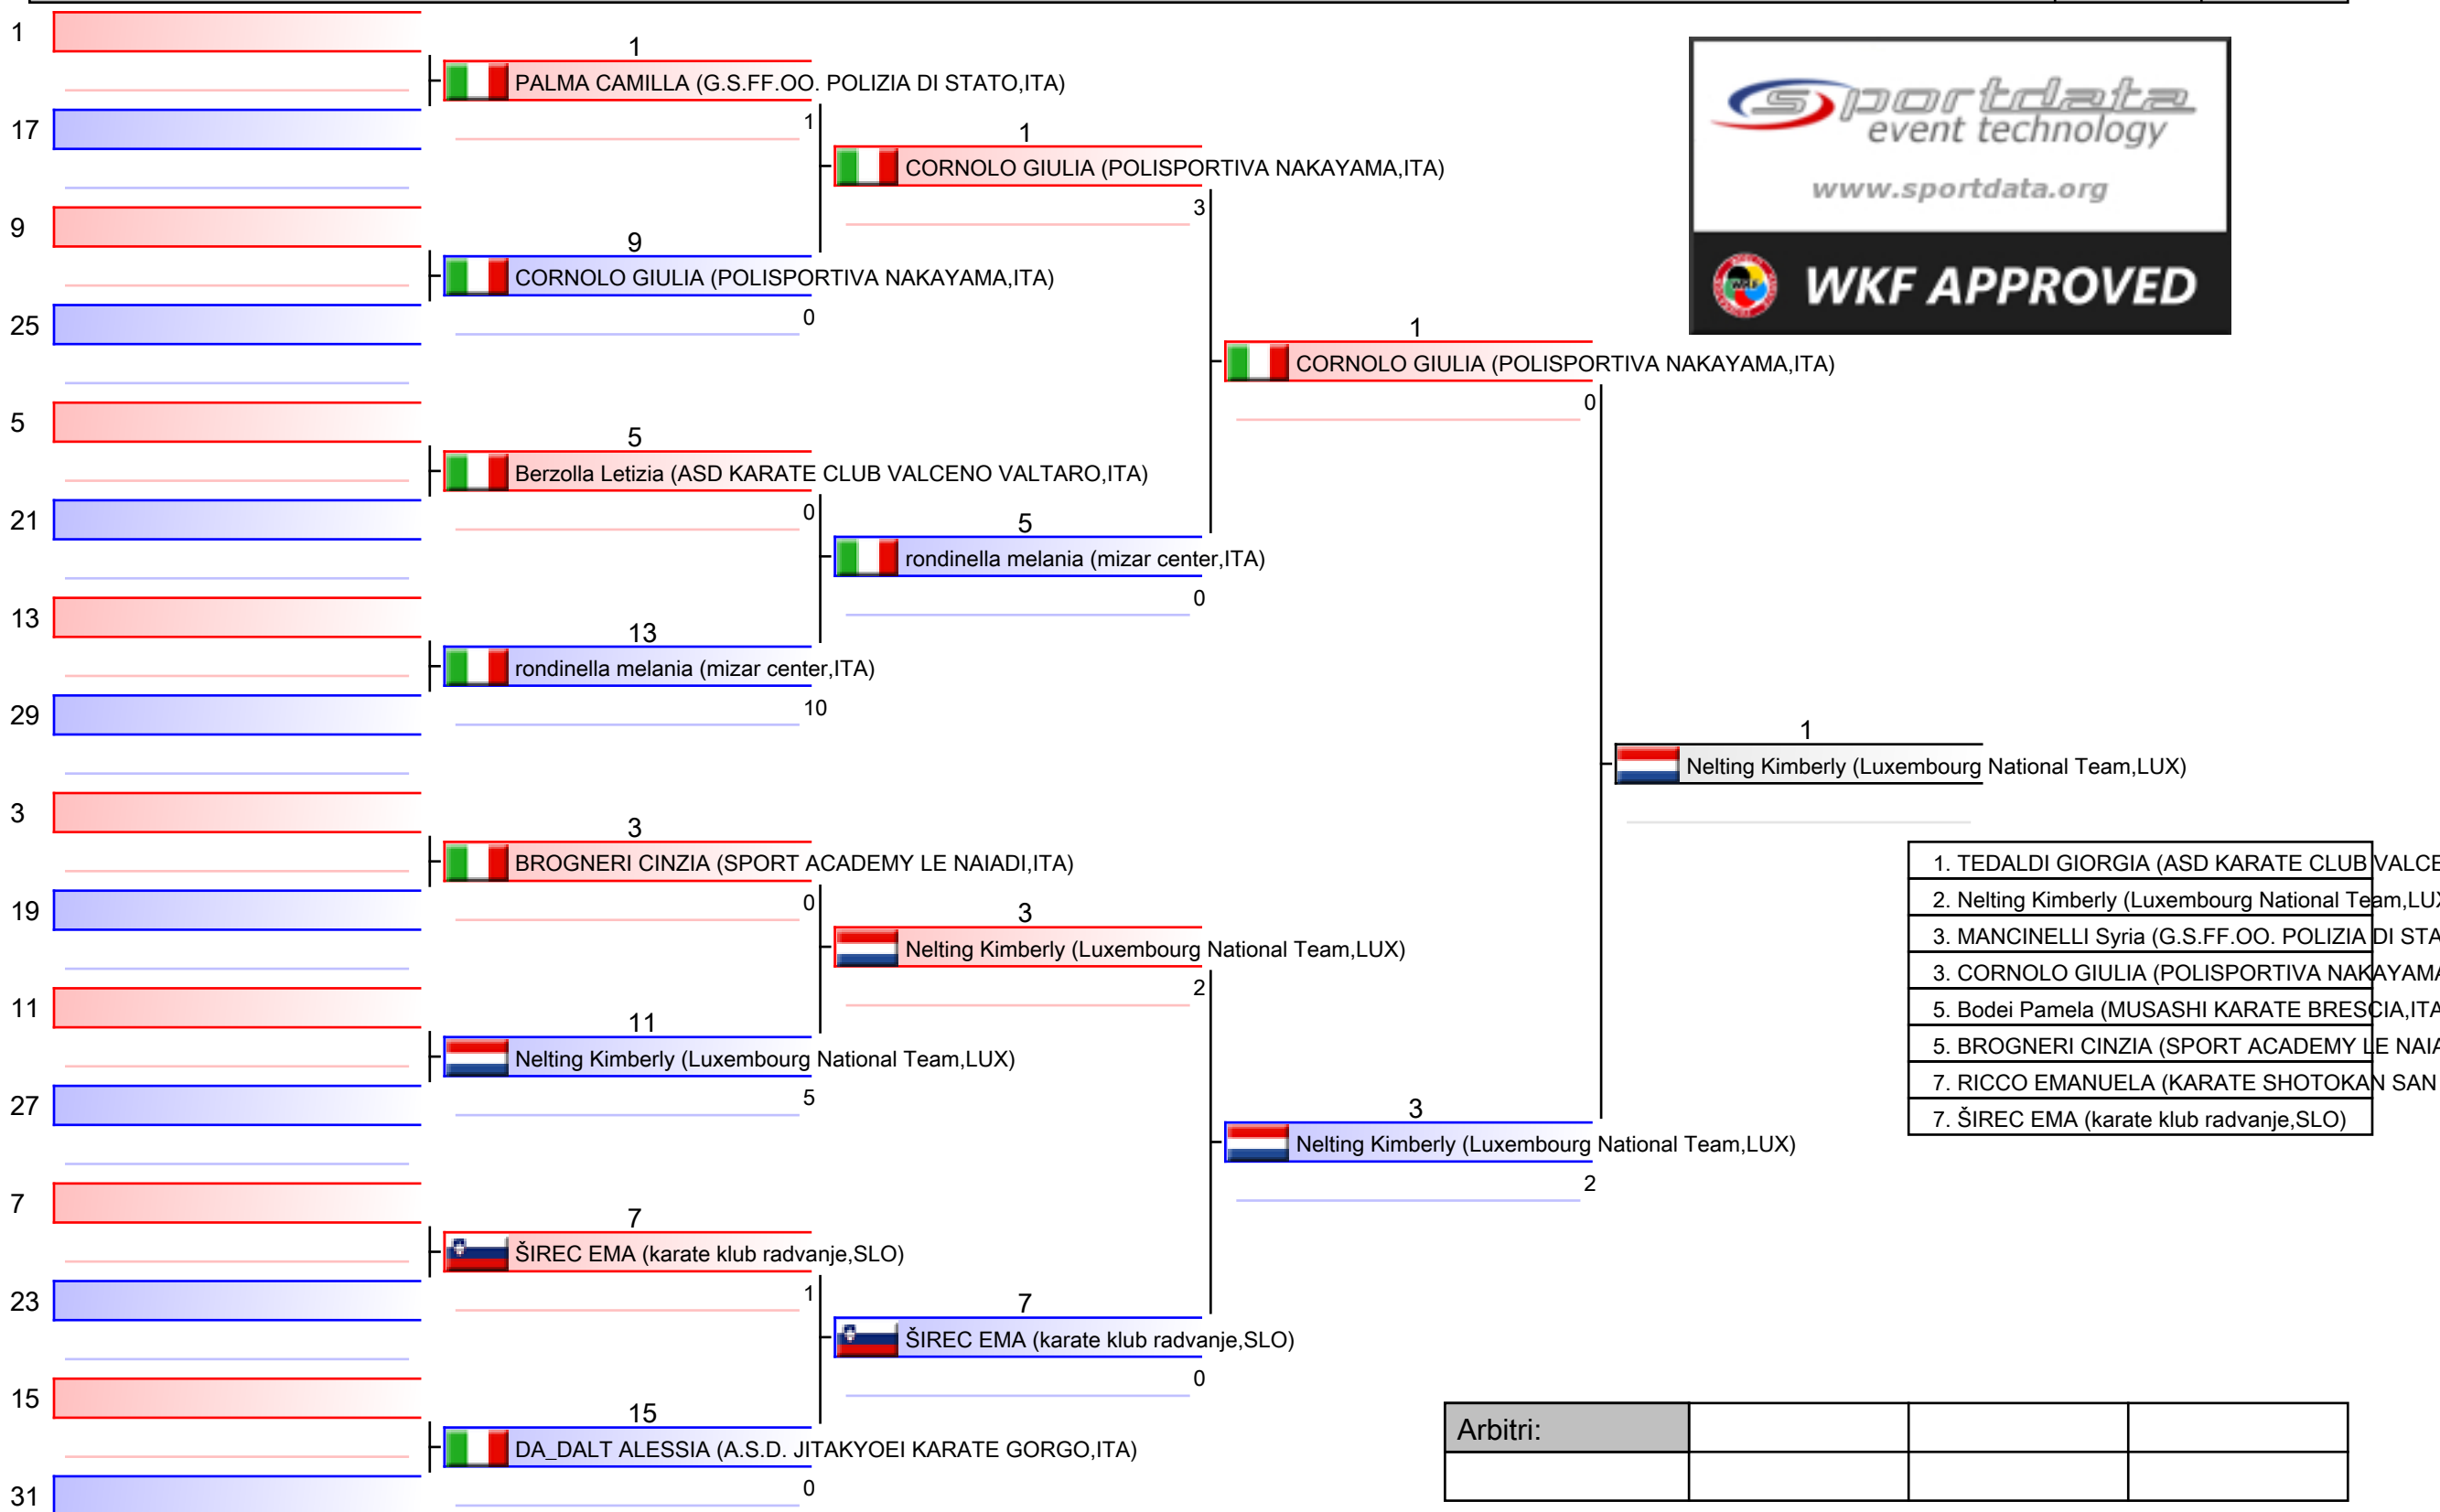 1
1
PALMA CAMILLA (G.S.FF.OO. POLIZIA DI STATO,ITA)
1
17
1
CORNOLO GIULIA (POLISPORTIVA NAKAYAMA,ITA)
3
9
9
CORNOLO GIULIA (POLISPORTIVA NAKAYAMA,ITA)
0
25
1
CORNOLO GIULIA (POLISPORTIVA NAKAYAMA,ITA)
0
5
5
Berzolla Letizia (ASD KARATE CLUB VALCENO VALTARO,ITA)
0
21
5
rondinella melania (mizar center,ITA)
0
13
13
rondinella melania (mizar center,ITA)
10
29
1
Nelting Kimberly (Luxembourg National Team,LUX)
3
3
BROGNERI CINZIA (SPORT ACADEMY LE NAIADI,ITA)
0
19
3
Nelting Kimberly (Luxembourg National Team,LUX)
2
11
11
Nelting Kimberly (Luxembourg National Team,LUX)
5
27
3
Nelting Kimberly (Luxembourg National Team,LUX)
2
7
7
ŠIREC EMA (karate klub radvanje,SLO)
1
23
7
ŠIREC EMA (karate klub radvanje,SLO)
0
15
15
DA_DALT ALESSIA (A.S.D. JITAKYOEI KARATE GORGO,ITA)
0
31
sportdata
event technology
www.sportdata.org
WKF APPROVED
1. TEDALDI GIORGIA (ASD KARATE CLUB VALCE
2. Nelting Kimberly (Luxembourg National Team,LUX
3. MANCINELLI Syria (G.S.FF.OO. POLIZIA DI STA
3. CORNOLO GIULIA (POLISPORTIVA NAKAYAMA
5. Bodei Pamela (MUSASHI KARATE BRESCIA,ITA
5. BROGNERI CINZIA (SPORT ACADEMY LE NAIA
7. RICCO EMANUELA (KARATE SHOTOKAN SAN
7. ŠIREC EMA (karate klub radvanje,SLO)
Arbitri: